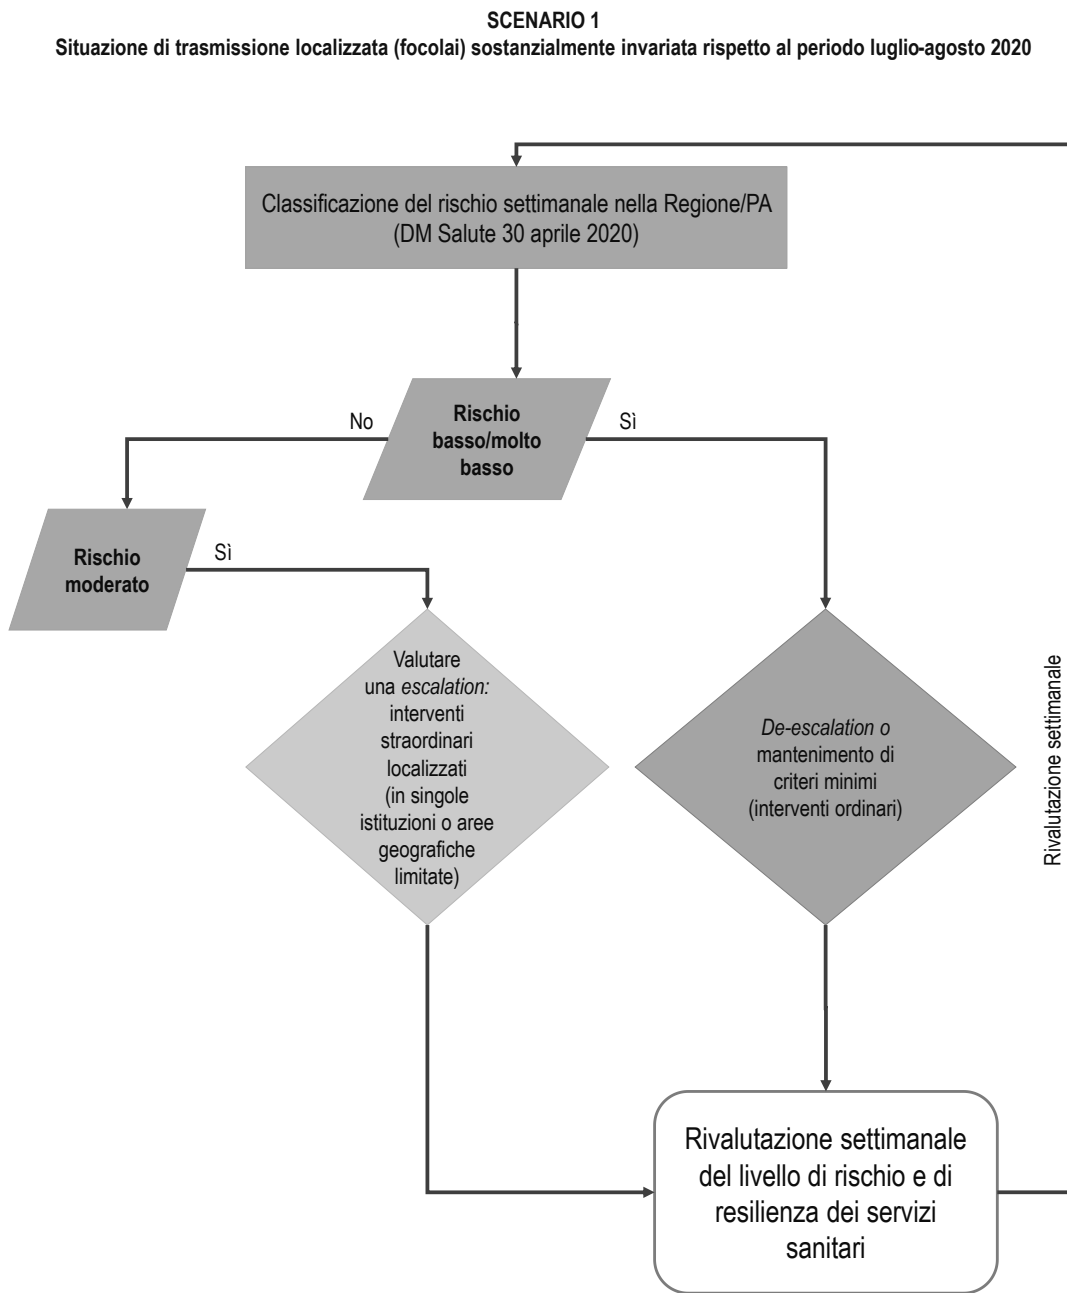 SCENARIO 1
Situazione di trasmissione localizzata (focolai) sostanzialmente invariata rispetto al periodo luglio-agosto 2020
Classificazione del rischio settimanale nella Regione/PA
(DM Salute 30 aprile 2020)
Rischio
basso/molto
basso
No
Sì
Rischio
moderato
Sì
Valutare
una escalation:
interventi
straordinari
localizzati
(in singole
istituzioni o aree
geografiche
limitate)
De-escalation o
mantenimento di
criteri minimi
(interventi ordinari)
Rivalutazione settimanale
Rivalutazione settimanale
del livello di rischio e di
resilienza dei servizi
sanitari